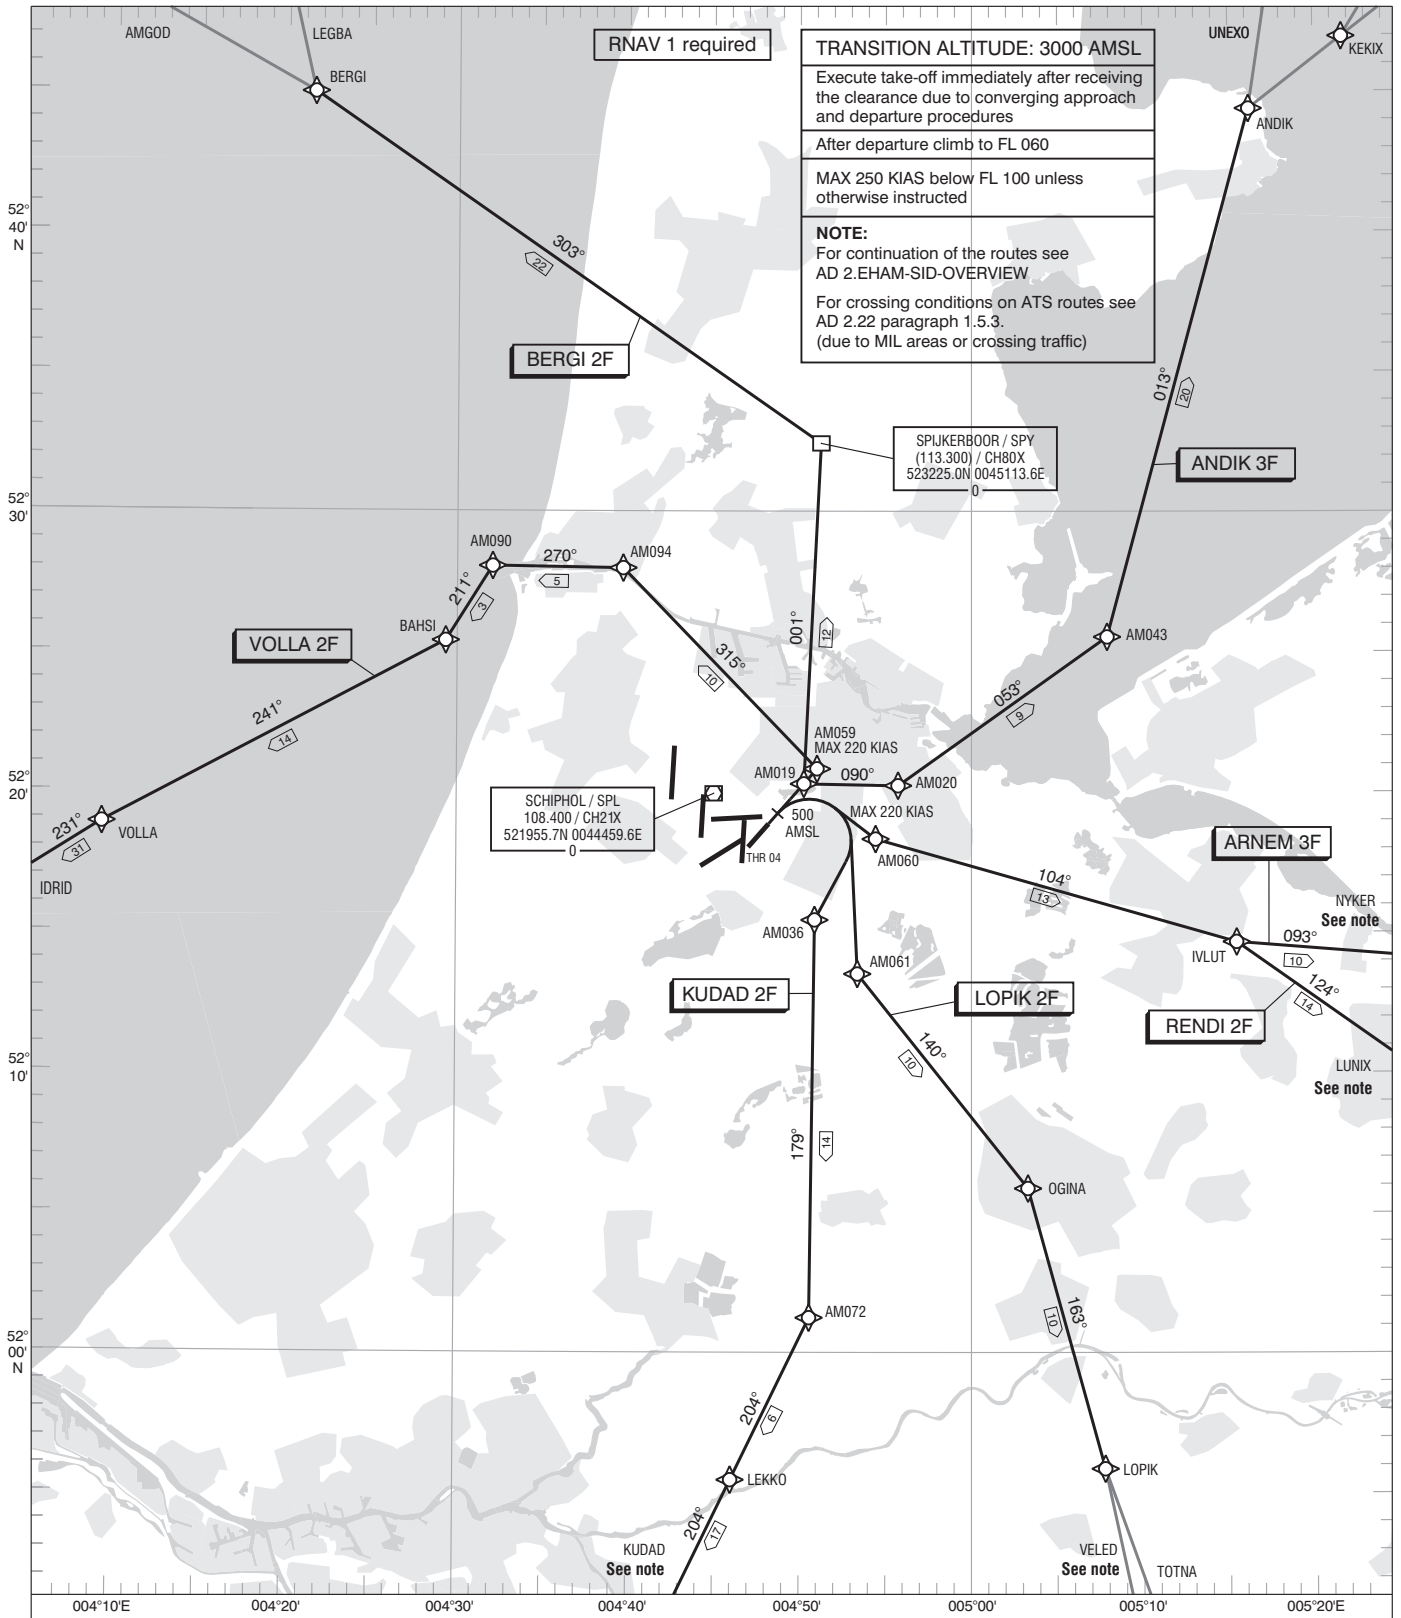 AMGOD
LEGBA
BERGI
RNAV 1 required
TRANSITION ALTITUDE: 3000 AMSL
Execute take-off immediately after receiving
the clearance due to converging approach
and departure procedures
After departure climb to FL 060
MAX 250 KIAS below FL 100 unless
otherwise instructed
NOTE:
For continuation of the routes see
AD 2.EHAM-SID-OVERVIEW
For crossing conditions on ATS routes see
AD 2.22 paragraph 1.5.3.
(due to MIL areas or crossing traffic)
UNEXO
KEKIX
ANDIK
52°
40'
N
303°
22
BERGI 2F
013°
20
SPIJKERBOOR / SPY
(113.300) / CH80X
523225.0N 0045113.6E
0
ANDIK 3F
52°
30'
AM090
270°
5
AM094
211°
3
BAHSI
VOLLA 2F
001°
12
AM043
315°
10
241°
14
053°
9
AM059
MAX 220 KIAS
AM019
090°
AM020
52°
20'
SCHIPHOL / SPL
108.400 / CH21X
521955.7N 0044459.6E
0
500
AMSL
MAX 220 KIAS
THR 04
AM060
231°
31
VOLLA
IDRID
ARNEM 3F
104°
13
NYKER
See note
AM036
IVLUT
093°
10
AM061
KUDAD 2F
LOPIK 2F
124°
14
RENDI 2F
140°
10
LUNIX
See note
52°
10'
179°
14
OGINA
AM072
163°
10
52°
00'
N
204°
6
LEKKO
LOPIK
204°
17
KUDAD
See note
VELED
See note
TOTNA
004°10'E
004°20'
004°30'
004°40'
004°50'
005°00'
005°10'
005°20'E